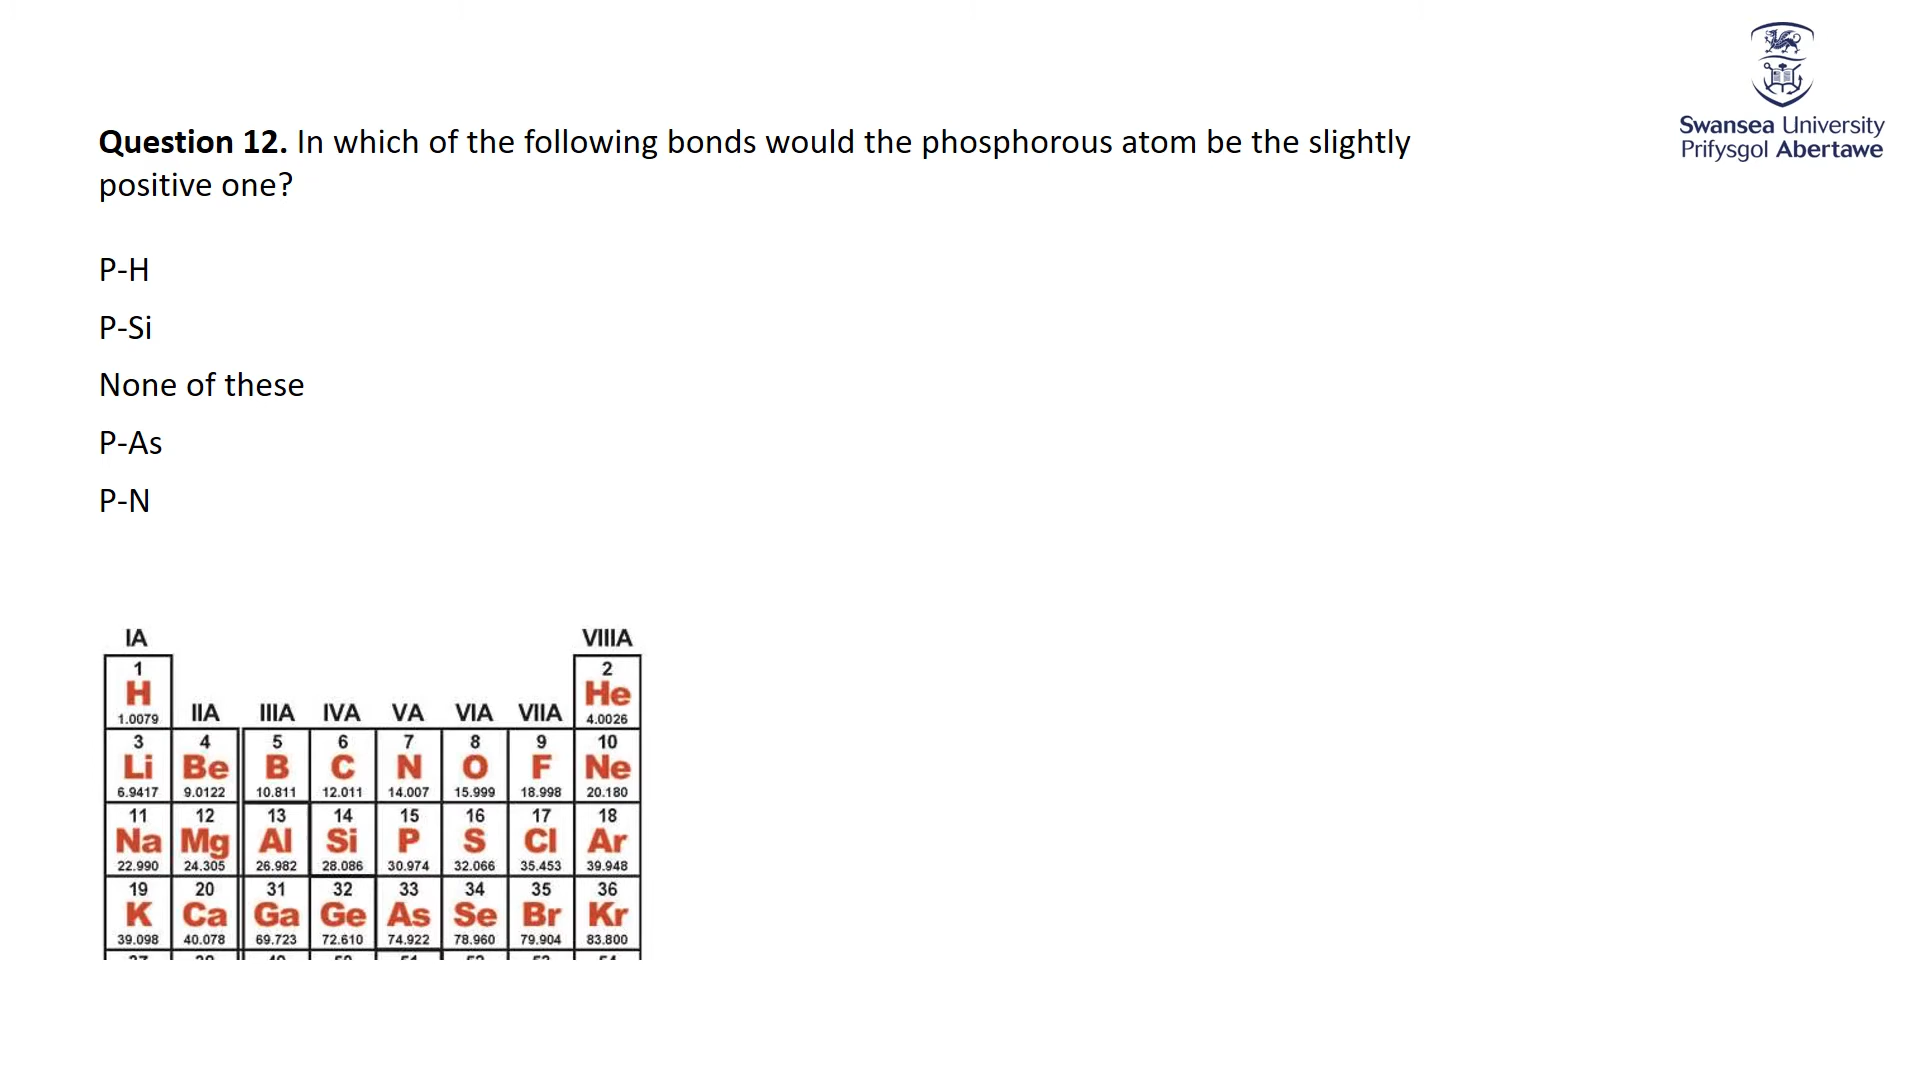 Swansea University
Prifysgol Abertawe
Question 12. In which of the following bonds would the phosphorous atom be the slightly
positive one?
P-H
P-Si
None of these
P-As
P-N
IA VIIIA
1 2
H He
1.0079 IIA IIIA IVA VA VIA VIIA 4.0026
3 4 5 6 7 8 9 10
Li Be B C N O F Ne
6.9417 9.0122 10.811 12.011 14.007 15.999 18.998 20.180
11 12 13 14 15 16 17 18
Na Mg Al Si P S Cl Ar
22.990 24.305 26.982 28.086 30.974 32.066 35.453 39.948
19 20 31 32 33 34 35 36
K Ca Ga Ge As Se Br Kr
39.098 40.078 69.723 72.610 74.922 78.960 79.904 83.800